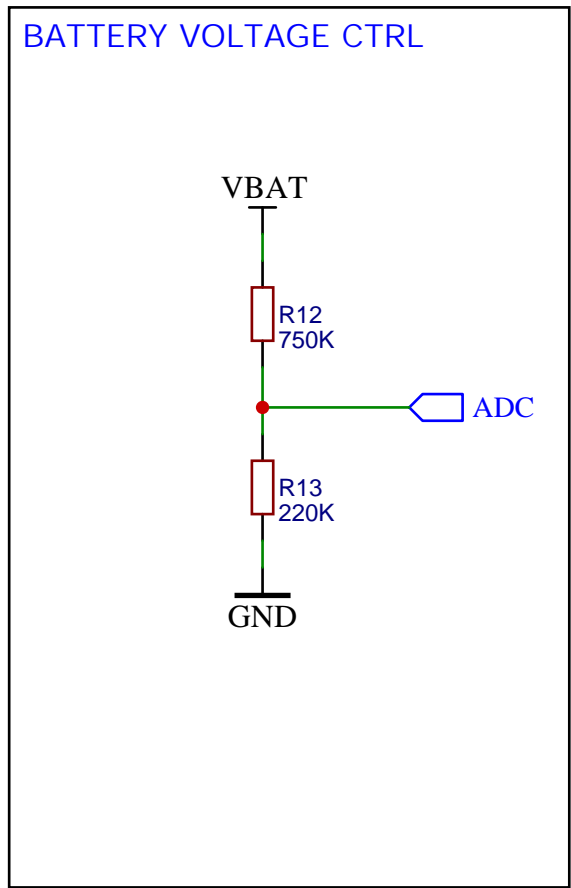 BATTERY VOLTAGE CTRL
VBAT
R12
750K
ADC
R13
220K
GND